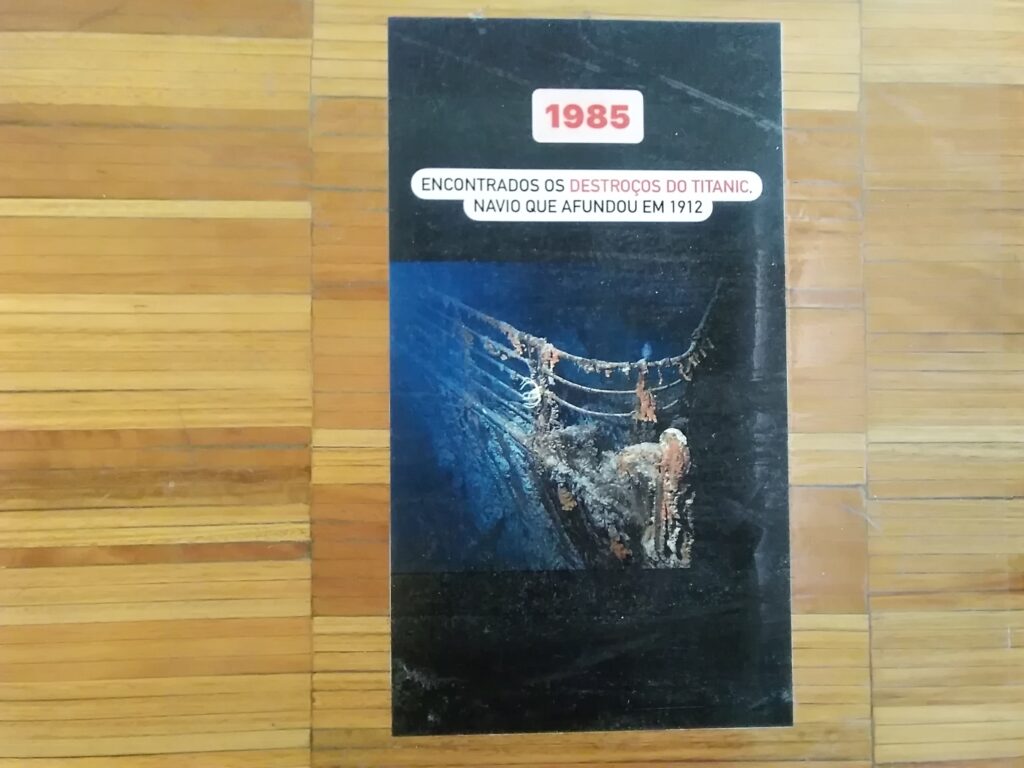 1985
ENCONTRADOS OS DESTROÇOS DO TITANIC,
NAVIO QUE AFUNDOU EM 1912